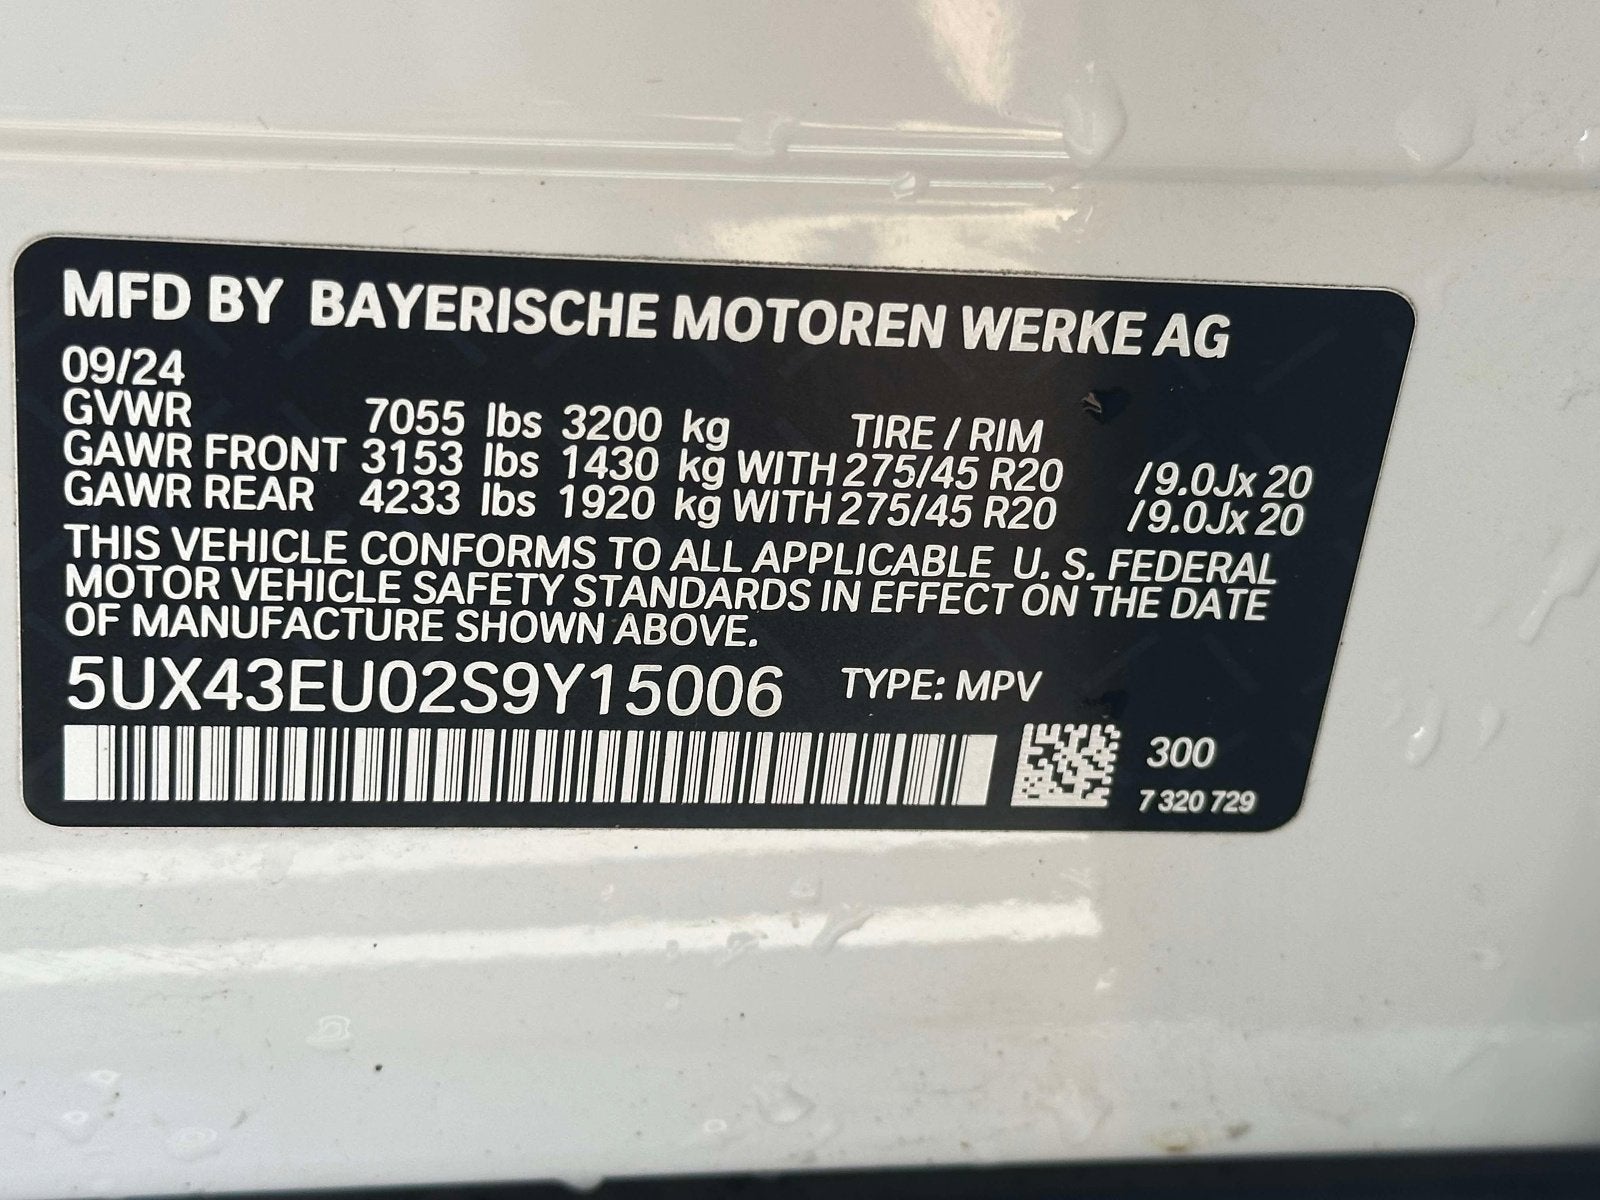 MFD BY BAYERISCHE MOTOREN WERKE AG
09/24
GVWR 7055 lbs 3200 kg TIRE / RIM
GAWR FRONT 3153 lbs 1430 kg WITH 275/45 R20 /9.0Jx 20
GAWR REAR 4233 lbs 1920 kg WITH 275/45 R20 /9.0Jx 20
THIS VEHICLE CONFORMS TO ALL APPLICABLE U. S. FEDERAL
MOTOR VEHICLE SAFETY STANDARDS IN EFFECT ON THE DATE
OF MANUFACTURE SHOWN ABOVE.
5UX43EU02S9Y15006 TYPE: MPV
300
7 320 729